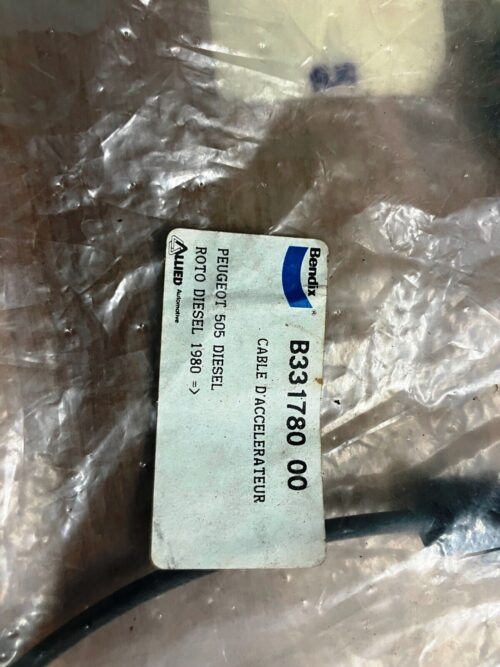 Bendix ®
B331780 00
CABLE D'ACCELERATEUR
PEUGEOT 505 DIESEL
ROTO DIESEL 1980 =>
ALLIED Automotive